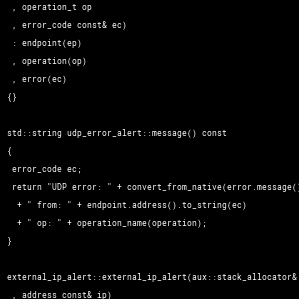 , operation_t op
, error_code const& ec)
: endpoint(ep)
, operation(op)
, error(ec)
{}
std::string udp_error_alert::message() const
{
error_code ec;
return "UDP error: " + convert_from_native(error.message()
+ " from: " + endpoint.address().to_string(ec)
+ " op: " + operation_name(operation);
}
external_ip_alert::external_ip_alert(aux::stack_allocator&
, address const& ip)